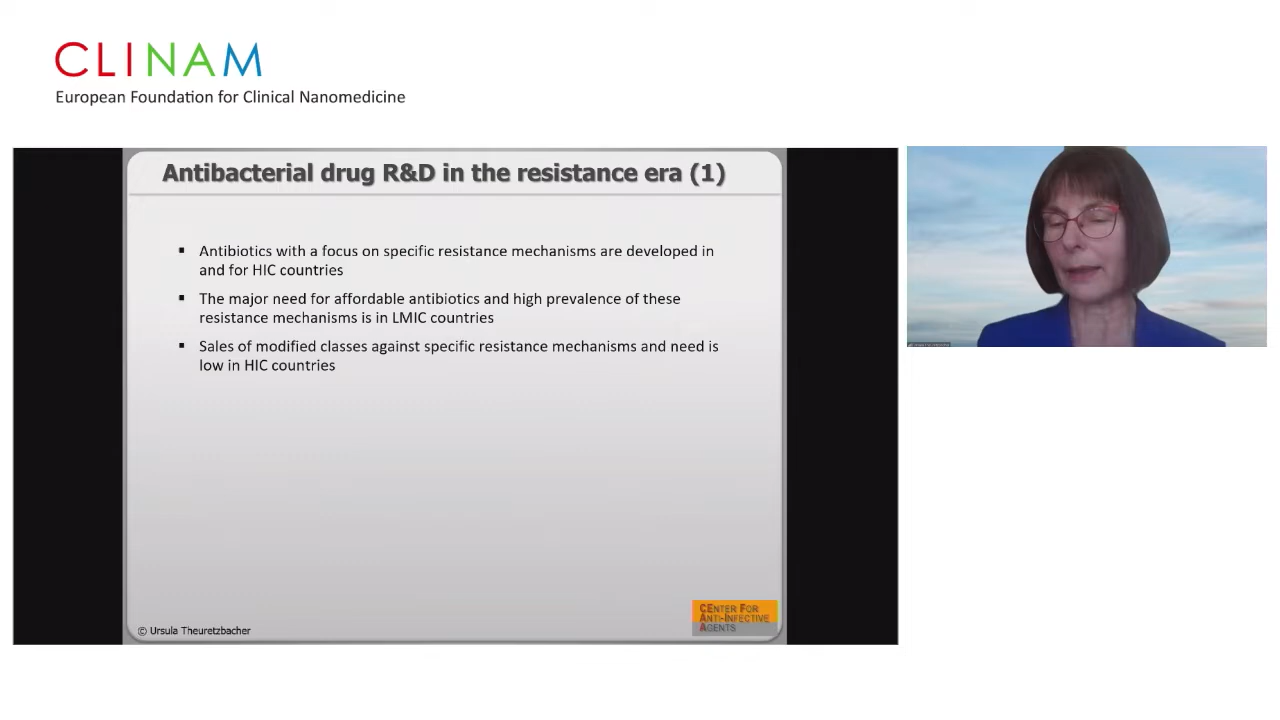 CLINAM
European Foundation for Clinical Nanomedicine
Antibacterial drug R&D in the resistance era (1)
▪ Antibiotics with a focus on specific resistance mechanisms are developed in
and for HIC countries
▪ The major need for affordable antibiotics and high prevalence of these
resistance mechanisms is in LMIC countries
▪ Sales of modified classes against specific resistance mechanisms and need is
low in HIC countries
© Ursula Theuretzbacher
CEnter For
Anti-Infective
Agents